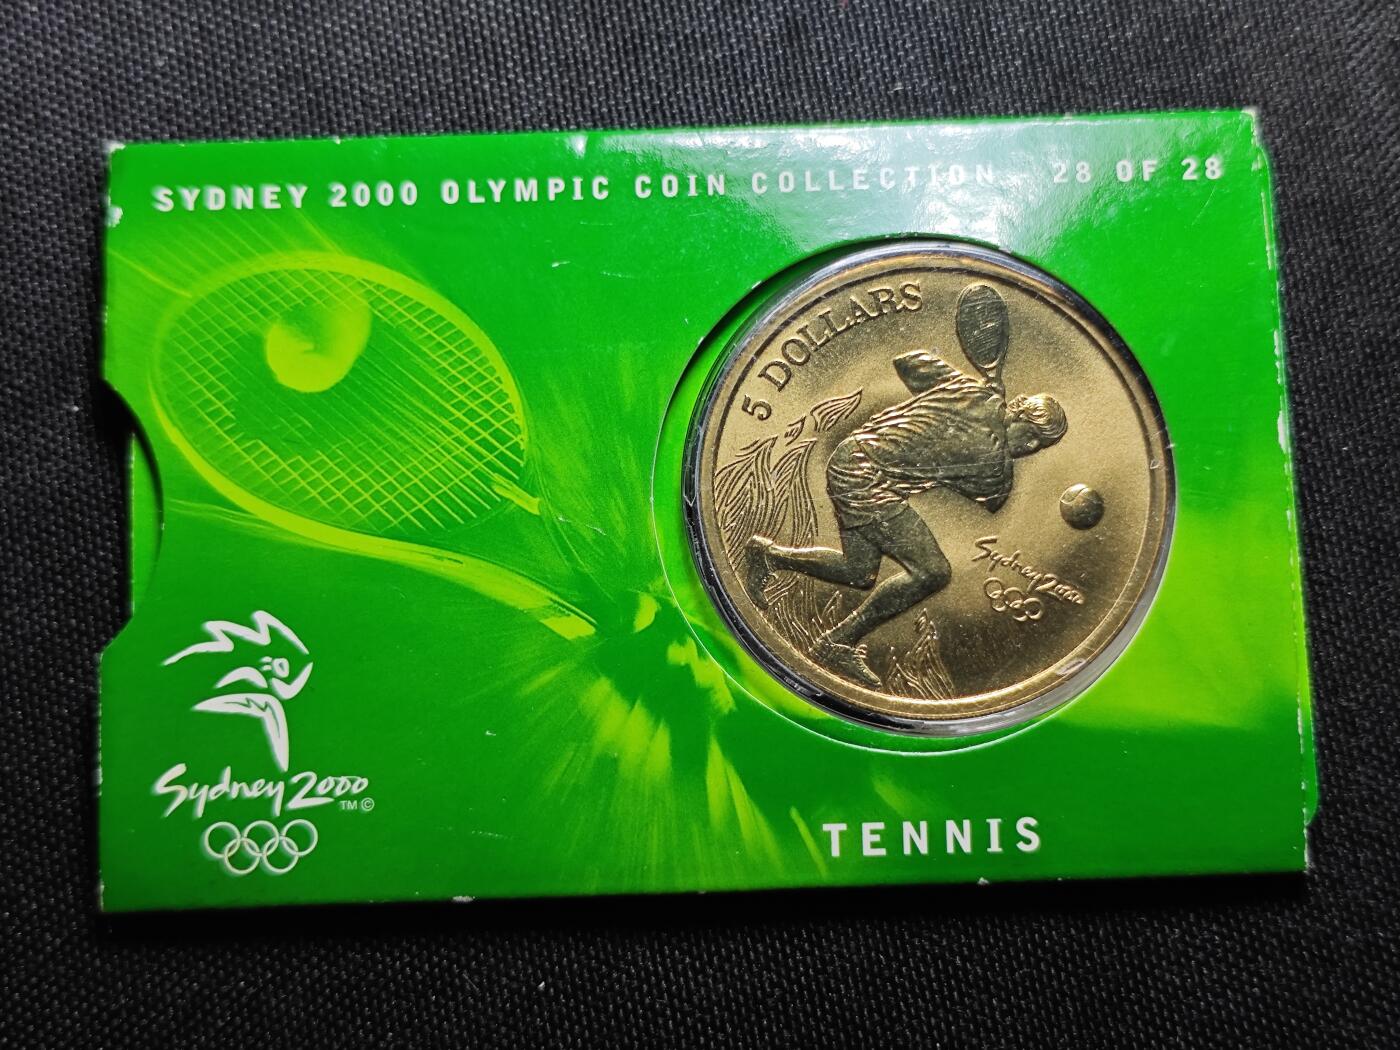 SYDNEY 2000 OLYMPIC COIN COLLECTION - 28 OF 28
5 DOLLARS
Sydney 2000
Sydney 2000
TM ©
TENNIS